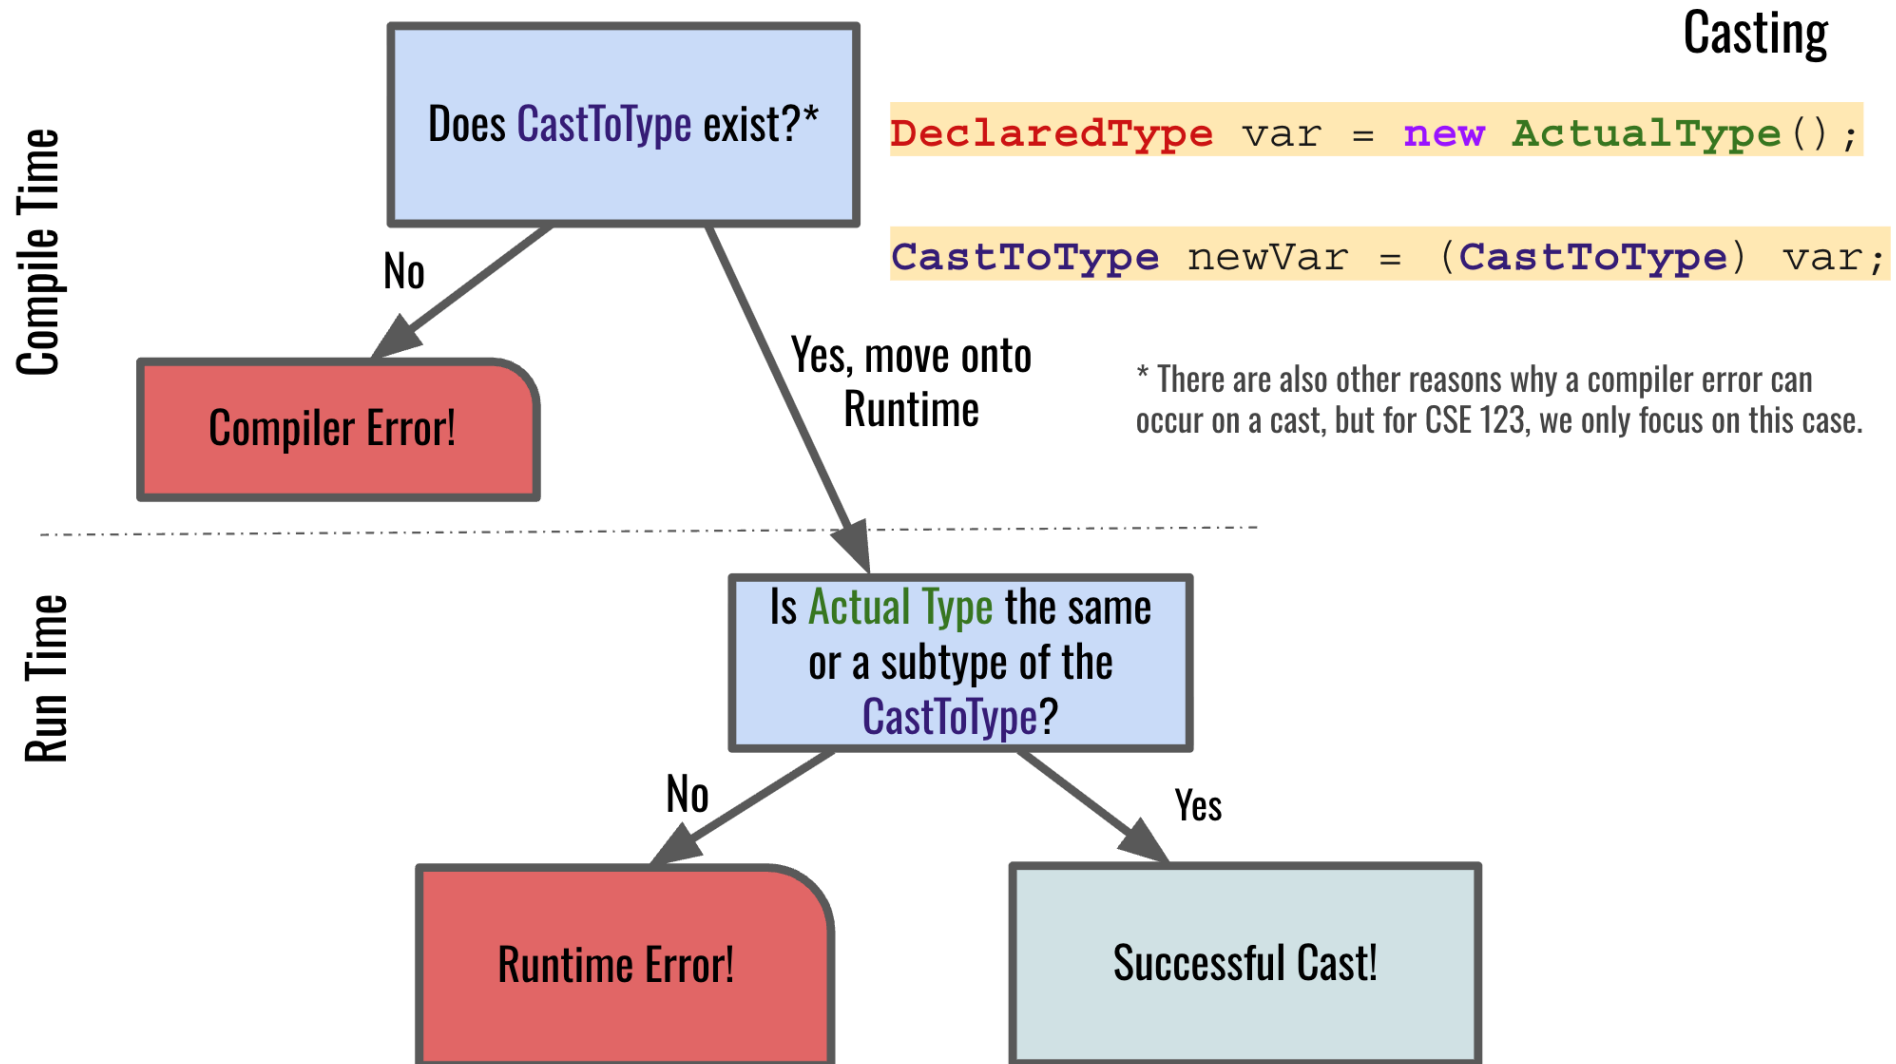 Casting
Compile Time
Does CastToType exist?*
DeclaredType var = new ActualType();
CastToType newVar = (CastToType) var;
No
Yes, move onto
Runtime
* There are also other reasons why a compiler error can
occur on a cast, but for CSE 123, we only focus on this case.
Compiler Error!
Run Time
Is Actual Type the same
or a subtype of the
CastToType?
No
Yes
Runtime Error!
Successful Cast!